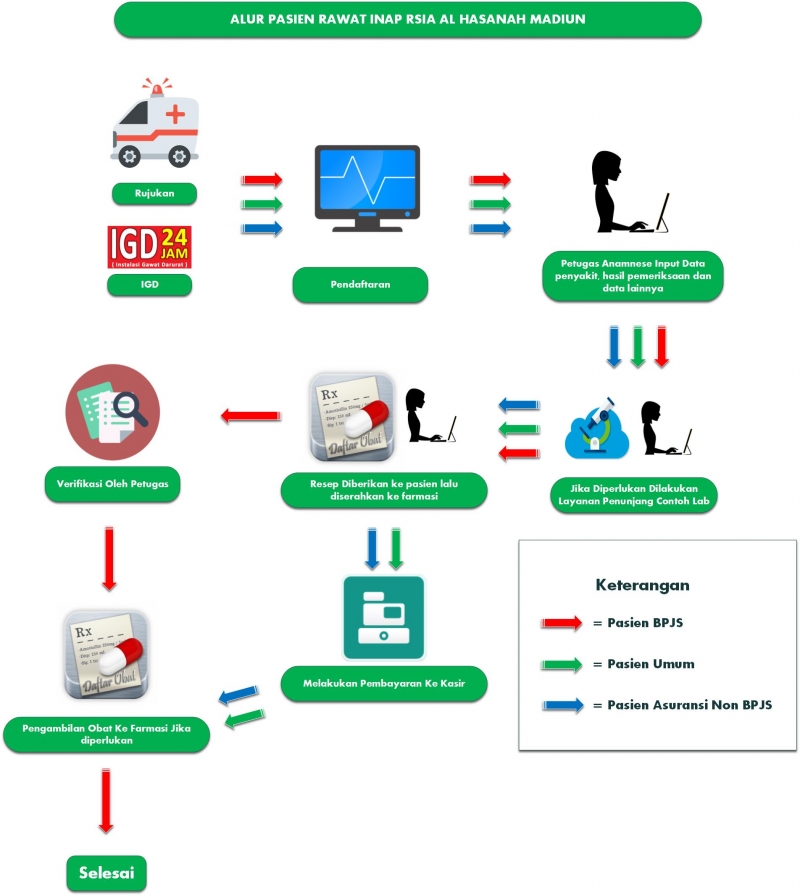 ALUR PASIEN RAWAT INAP RSIA AL HASANAH MADIUN
Rujukan
IGD 24 JAM
[ Instalasi Gawat Darurat ]
IGD
Pendaftaran
Petugas Anamnese Input Data
penyakit, hasil pemeriksaan dan
data lainnya
Verifikasi Oleh Petugas
Rx
Daftar Obat
Resep Diberikan ke pasien lalu
diserahkan ke farmasi
Jika Diperlukan Dilakukan
Layanan Penunjang Contoh Lab
Rx
Daftar Obat
Pengambilan Obat Ke Farmasi Jika
diperlukan
Melakukan Pembayaran Ke Kasir
Keterangan
= Pasien BPJS
= Pasien Umum
= Pasien Asuransi Non BPJS
Selesai